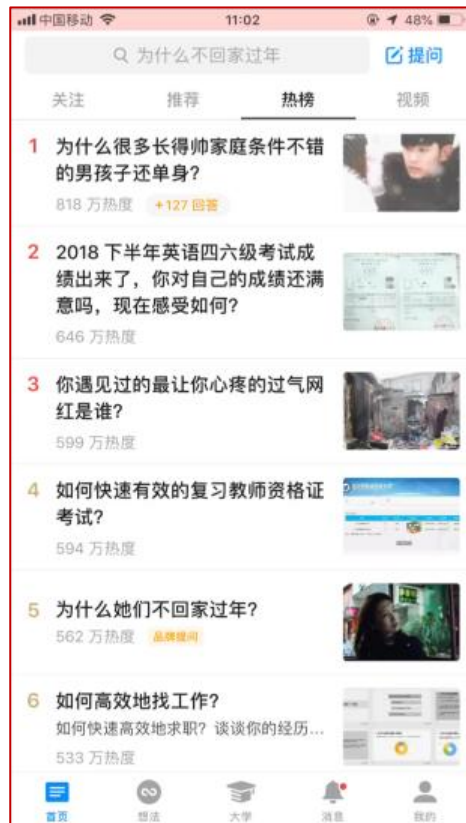 中国移动
11:02
48%
为什么不回家过年
提问
关注
推荐
热榜
视频
1
为什么很多长得帅家庭条件不错
的男孩子还单身？
818 万热度
+127 回答
2
2018 下半年英语四六级考试成
绩出来了，你对自己的成绩还满
意吗，现在感受如何？
646 万热度
3
你遇见过的最让你心疼的过气网
红是谁？
599 万热度
4
如何快速有效的复习教师资格证
考试？
594 万热度
5
为什么她们不回家过年？
562 万热度
品牌提问
6
如何高效地找工作？
如何快速高效地求职？谈谈你的经历...
533 万热度
首页
想法
大学
消息
我的